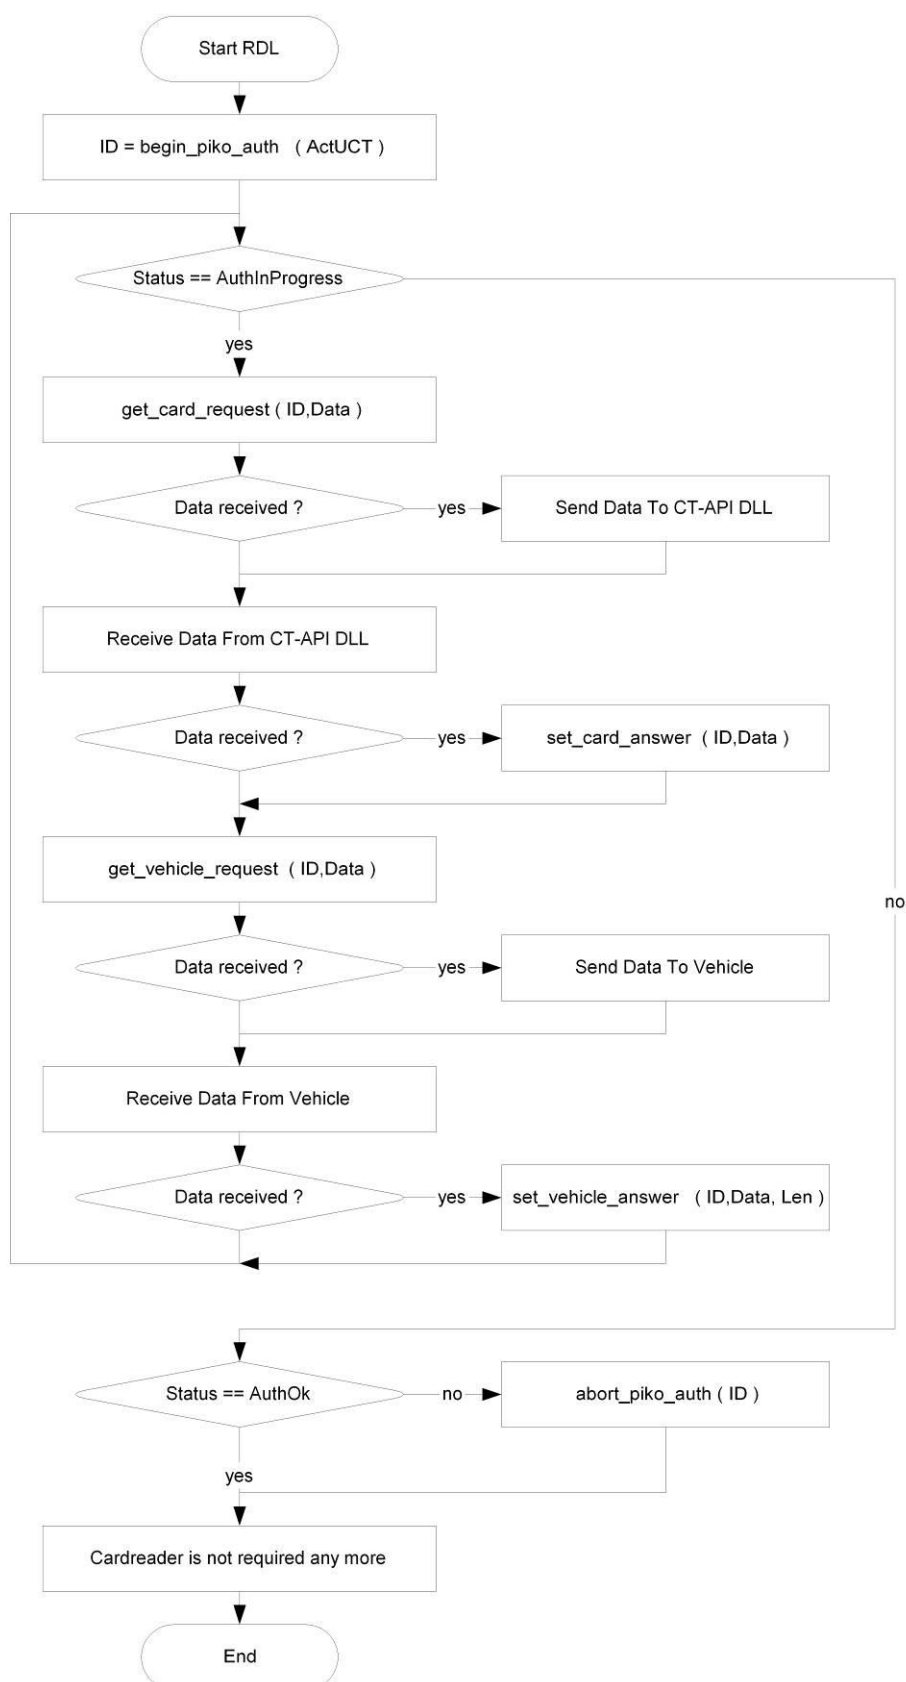 Start RDL
ID = begin_piko_auth ( ActUCT )
Status == AuthInProgress
yes
get_card_request ( ID,Data )
Data received ?
yes
Send Data To CT-API DLL
Receive Data From CT-API DLL
Data received ?
yes
set_card_answer ( ID,Data )
get_vehicle_request ( ID,Data )
no
Data received ?
yes
Send Data To Vehicle
Receive Data From Vehicle
Data received ?
yes
set_vehicle_answer ( ID,Data, Len )
Status == AuthOk
no
abort_piko_auth ( ID )
yes
Cardreader is not required any more
End